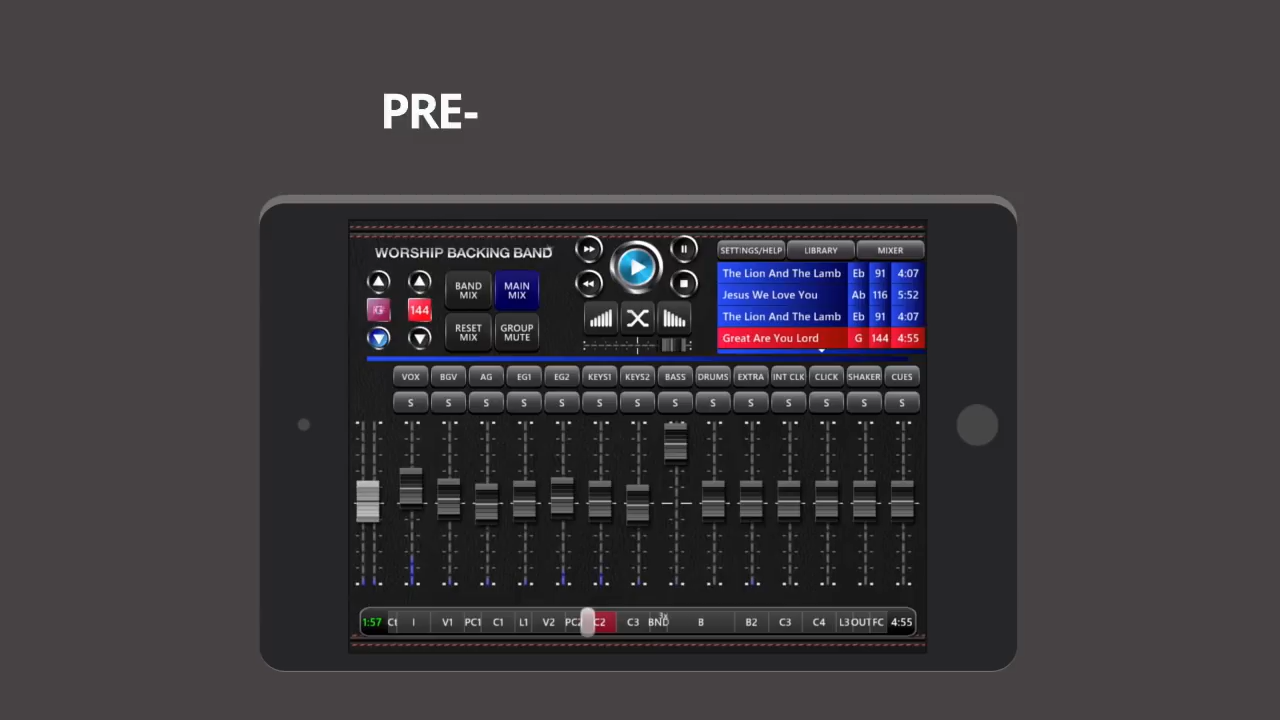 PRE-
WORSHIP BACKING BAND
SETTINGS/HELP LIBRARY MIXER
The Lion And The Lamb Eb 91 4:07
Jesus We Love You Ab 116 5:52
The Lion And The Lamb Eb 91 4:07
Great Are You Lord G 144 4:55
144
BAND MIX
MAIN MIX
RESET MIX
GROUP MUTE
VOX BGV AG EG1 EG2 KEYS1 KEYS2 BASS DRUMS EXTRA INT CLK CLICK SHAKER CUES
S S S S S S S S S S S S S S
3x
1:57 I V1 PC1 C1 L1 V2 C2 C3 BND B B2 C3 C4 L3 OUT FC 4:55